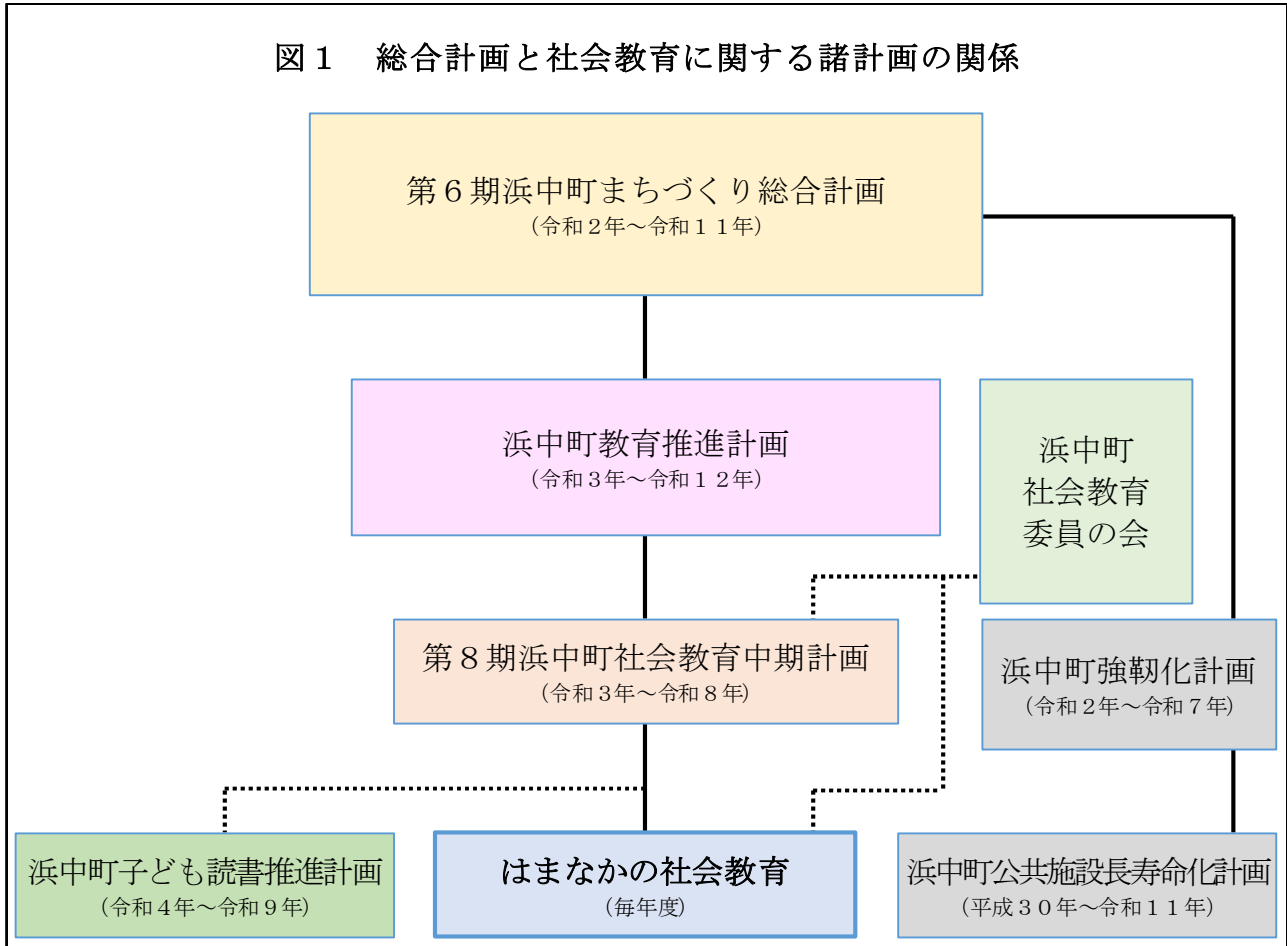 図1　総合計画と社会教育に関する諸計画の関係
第６期浜中町まちづくり総合計画
（令和２年～令和１１年）
浜中町教育推進計画
（令和３年～令和１２年）
浜中町
社会教育
委員の会
第８期浜中町社会教育中期計画
（令和３年～令和８年）
浜中町強靭化計画
（令和２年～令和７年）
浜中町子ども読書推進計画
（令和４年～令和９年）
はまなかの社会教育
（毎年度）
浜中町公共施設長寿命化計画
（平成３０年～令和１１年）